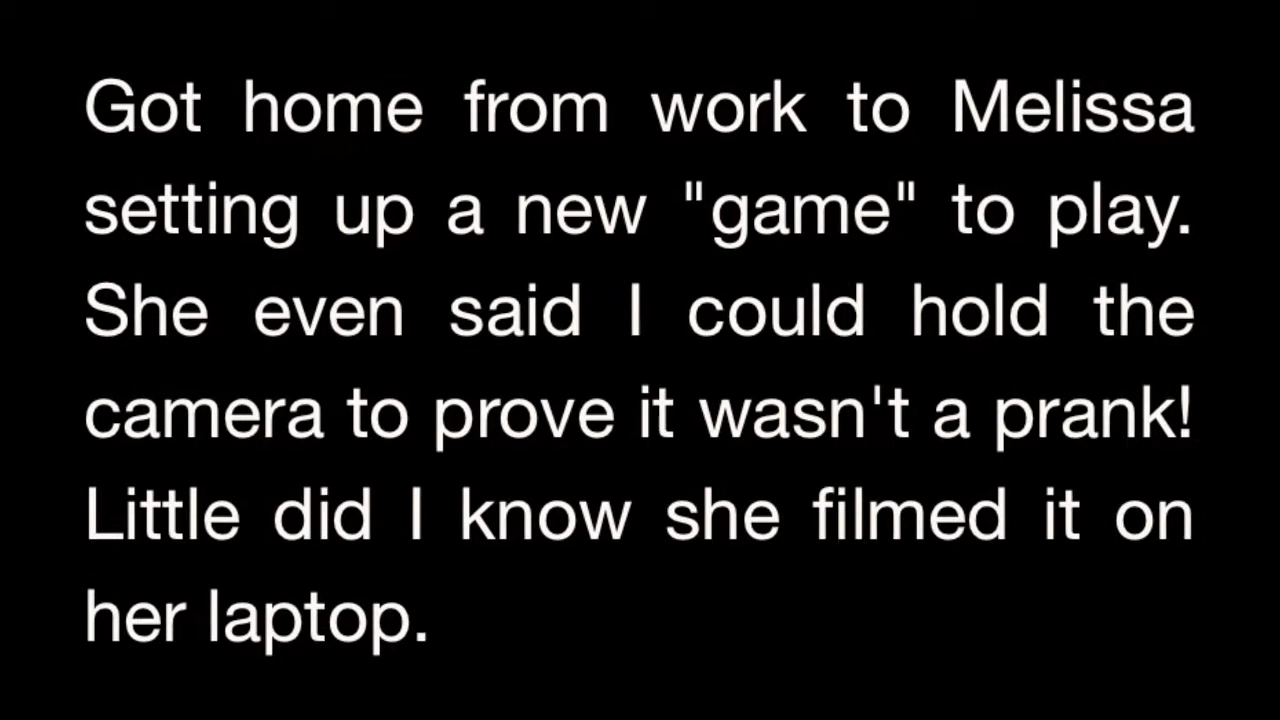 Got home from work to Melissa
setting up a new "game" to play.
She even said I could hold the
camera to prove it wasn't a prank!
Little did I know she filmed it on
her laptop.